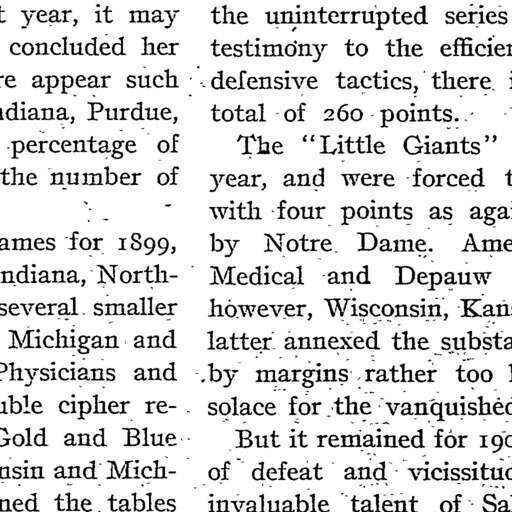 t year, it may
concluded her
re appear such
ndiana, Purdue,
percentage of
the number of
ames for 1899,
ndiana, North-
several smaller
Michigan and
Physicians and
uble cipher re-
Gold and Blue
nsin and Mich-
ned the tables
the uninterrupted series
testimony to the efficien
defensive tactics, there
total of 260 points.
The "Little Giants"
year, and were forced t
with four points as agai
by Notre Dame. Ame
Medical and Depauw
however, Wisconsin, Kans
latter annexed the substa
by margins rather too
solace for the vanquished
But it remained for 190
of defeat and vicissitud
invaluable talent of Sal